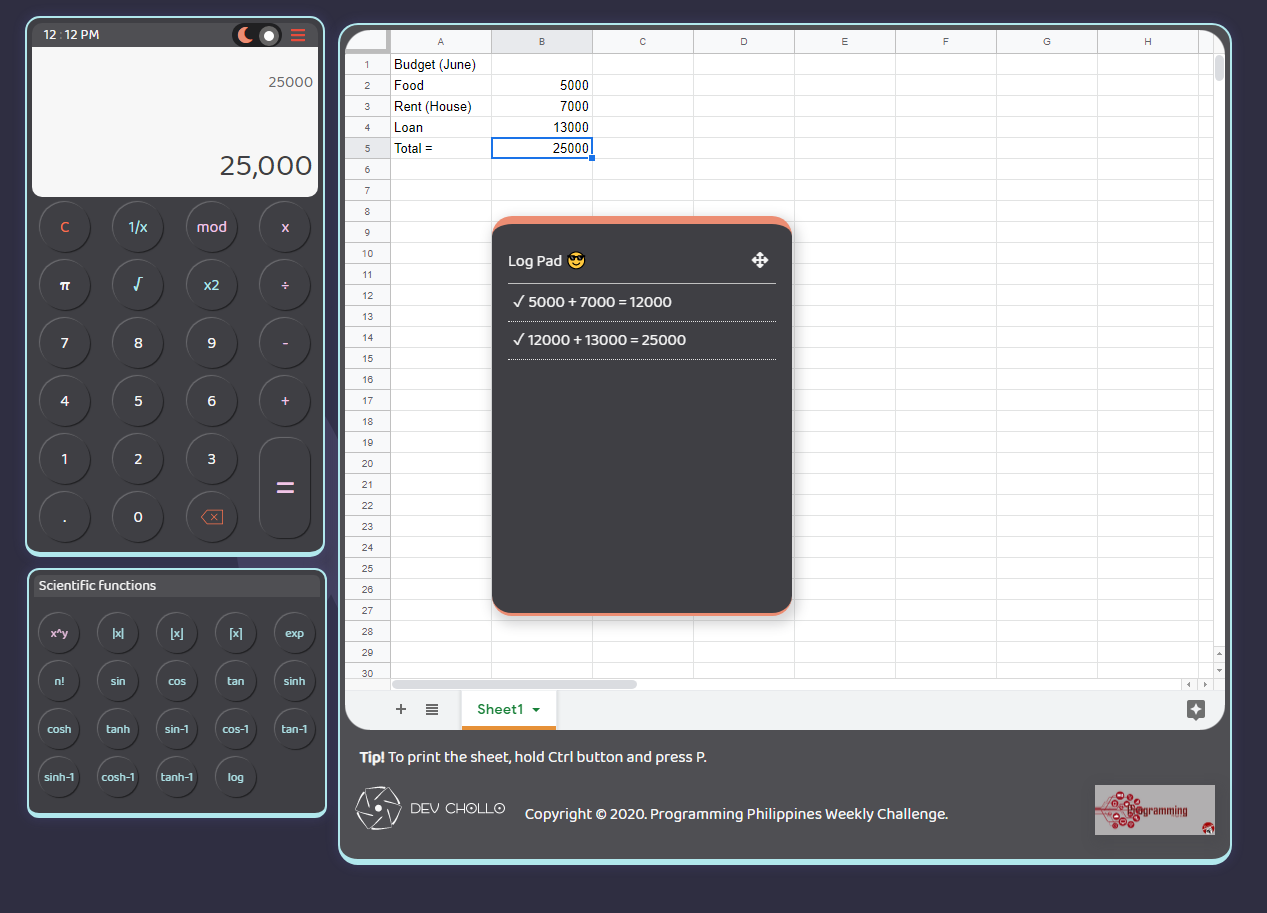 12 : 12 PM
25000
25,000
C 1/x mod x
π √ x2 ÷
7 8 9 -
4 5 6 +
1 2 3 =
. 0
Scientific Functions
x^y |x| ⌊x⌋ ⌈x⌉ exp
n! sin cos tan sinh
cosh tanh sin-1 cos-1 tan-1
sinh-1 cosh-1 tanh-1 log
A B C D E F G H
1 Budget (June)
2 Food 5000
3 Rent (House) 7000
4 Loan 13000
5 Total = 25000
6
7
8
9
10
11
12
13
14
15
16
17
18
19
20
21
22
23
24
25
26
27
28
29
30
Log Pad 😎
✓ 5000 + 7000 = 12000
✓ 12000 + 13000 = 25000
+ Sheet1
Tip! To print the sheet, hold Ctrl button and press P.
DEV CHOLLO
Copyright © 2020. Programming Philippines Weekly Challenge.
Programming